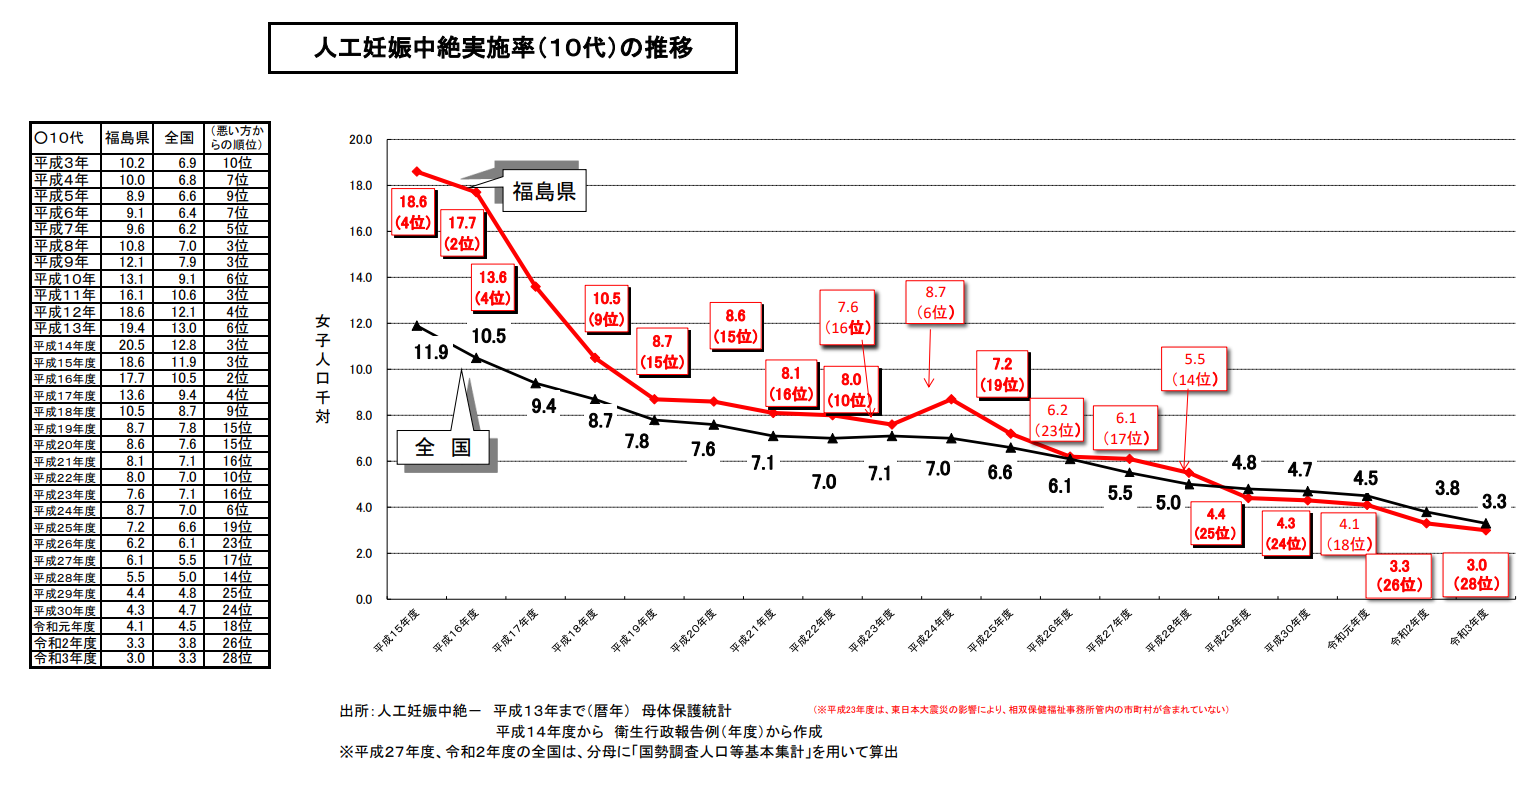 人工妊娠中絶実施率（１０代）の推移
○１０代 福島県 全国 （悪い方からの順位）
平成３年 10.2 6.9 10位
平成４年 10.0 6.8 7位
平成５年 8.9 6.6 9位
平成６年 9.1 6.4 7位
平成７年 9.6 6.2 5位
平成８年 10.8 7.0 3位
平成９年 12.1 7.9 3位
平成１０年 13.1 9.1 6位
平成１１年 16.1 10.6 3位
平成１２年 18.6 12.1 4位
平成１３年 19.4 13.0 6位
平成１４年度 20.5 12.8 3位
平成１５年度 18.6 11.9 3位
平成１６年度 17.7 10.5 2位
平成１７年度 13.6 9.4 4位
平成１８年度 10.5 8.7 9位
平成１９年度 8.7 7.8 15位
平成２０年度 8.6 7.6 15位
平成２１年度 8.1 7.1 16位
平成２２年度 8.0 7.0 10位
平成２３年度 7.6 7.1 16位
平成２４年度 8.7 7.0 6位
平成２５年度 7.2 6.6 19位
平成２６年度 6.2 6.1 23位
平成２７年度 6.1 5.5 17位
平成２８年度 5.5 5.0 14位
平成２９年度 4.4 4.8 25位
平成３０年度 4.3 4.7 24位
令和元年度 4.1 4.5 18位
令和２年度 3.3 3.8 26位
令和３年度 3.0 3.3 28位
女子人口千対
20.0
18.0
16.0
14.0
12.0
10.0
8.0
6.0
4.0
2.0
0.0
福島県
全　国
18.6
（4位）
17.7
（2位）
13.6
（4位）
10.5
（9位）
8.7
（15位）
8.6
（15位）
8.1
（16位）
8.0
（10位）
7.6
（16位）
8.7
（6位）
7.2
（19位）
6.2
（23位）
6.1
（17位）
5.5
（14位）
4.4
（25位）
4.3
（24位）
4.1
（18位）
3.3
（26位）
3.0
（28位）
11.9 10.5 9.4 8.7 7.8 7.6 7.1 7.0 7.1 7.0 6.6 6.1 5.5 5.0 4.8 4.7 4.5 3.8 3.3
平成15年度 平成16年度 平成17年度 平成18年度 平成19年度 平成20年度 平成21年度 平成22年度 平成23年度 平成24年度 平成25年度 平成26年度 平成27年度 平成28年度 平成29年度 平成30年度 令和元年度 令和2年度 令和3年度
出所：人工妊娠中絶－　平成１３年まで（暦年）　母体保護統計
（※平成23年度は、東日本大震災の影響により、相双保健福祉事務所管内の市町村が含まれていない）
平成１４年度から　衛生行政報告例（年度）から作成
※平成２７年度、令和２年度の全国は、分母に「国勢調査人口等基本集計」を用いて算出